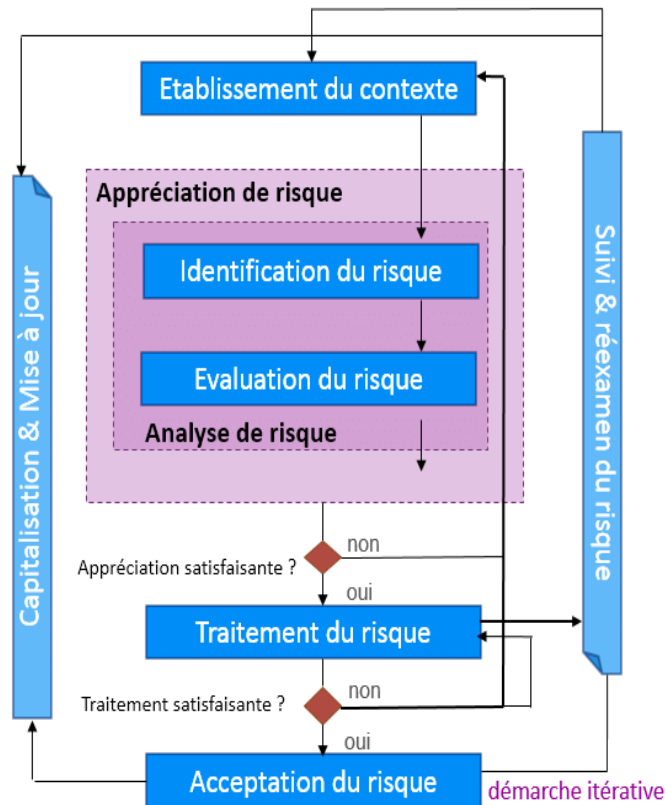 Etablissement du contexte
Appréciation de risque
Identification du risque
Evaluation du risque
Analyse de risque
Capitalisation & Mise à jour
Suivi & réexamen du risque
non
Appréciation satisfaisante ?
oui
Traitement du risque
non
Traitement satisfaisante ?
oui
Acceptation du risque
démarche itérative